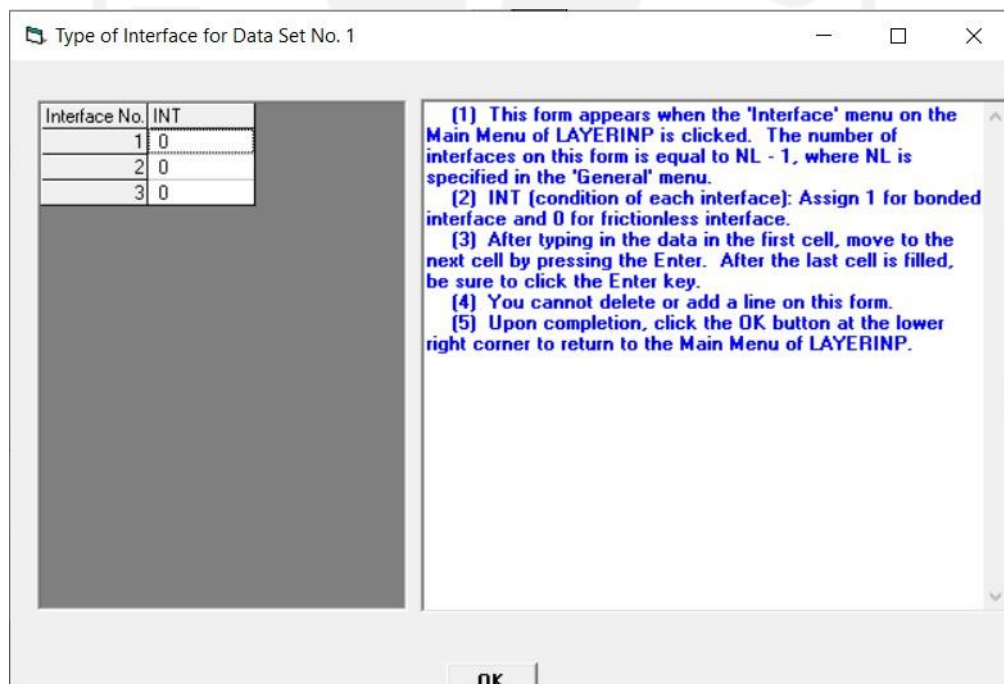 Type of Interface for Data Set No. 1
Interface No. INT
1 0
2 0
3 0
(1) This form appears when the 'Interface' menu on the
Main Menu of LAYERINP is clicked. The number of
interfaces on this form is equal to NL - 1, where NL is
specified in the 'General' menu.
(2) INT (condition of each interface): Assign 1 for bonded
interface and 0 for frictionless interface.
(3) After typing in the data in the first cell, move to the
next cell by pressing the Enter. After the last cell is filled,
be sure to click the Enter key.
(4) You cannot delete or add a line on this form.
(5) Upon completion, click the OK button at the lower
right corner to return to the Main Menu of LAYERINP.
OK